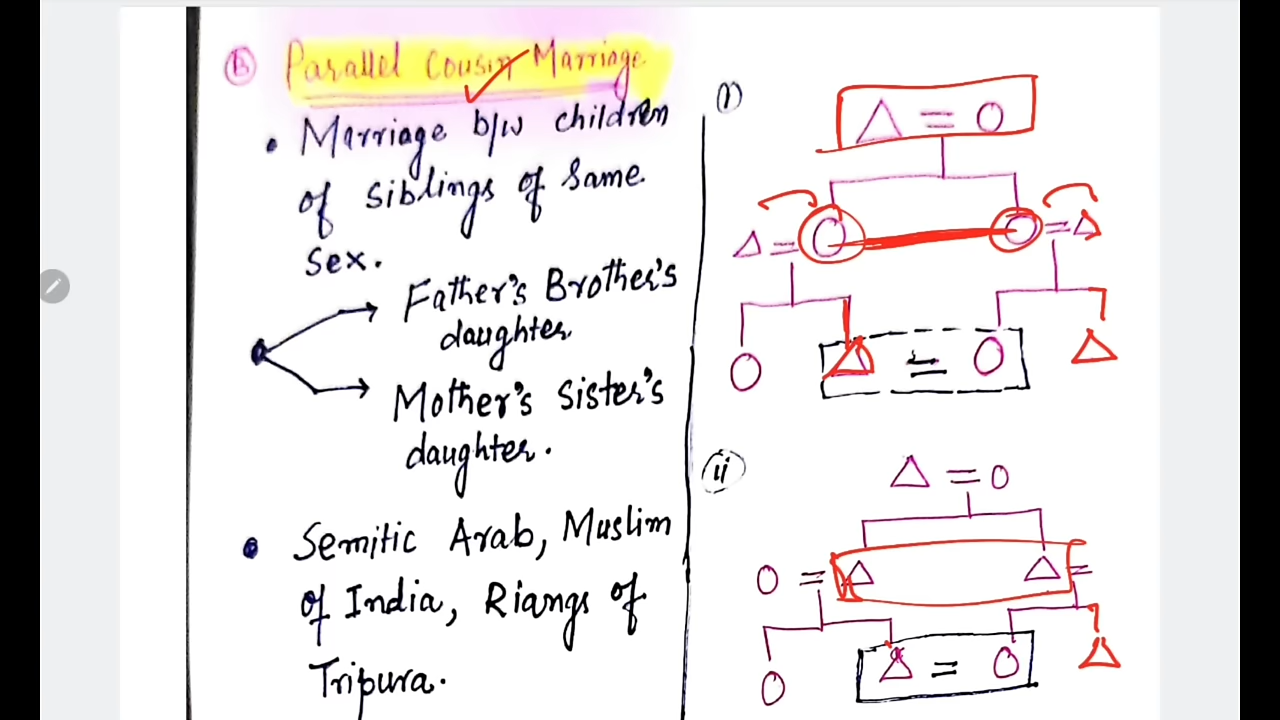 B Parallel Cousin Marriage
• Marriage b/w children
of siblings of same
sex.
Father's Brother's
daughter
Mother's sister's
daughter.
• Semitic Arab, Muslim
of India, Riangs of
Tripura.
i)
△ = O
△ = O O = △
O △ = O △
ii)
△ = O
O = △ △ =
O △ = O △